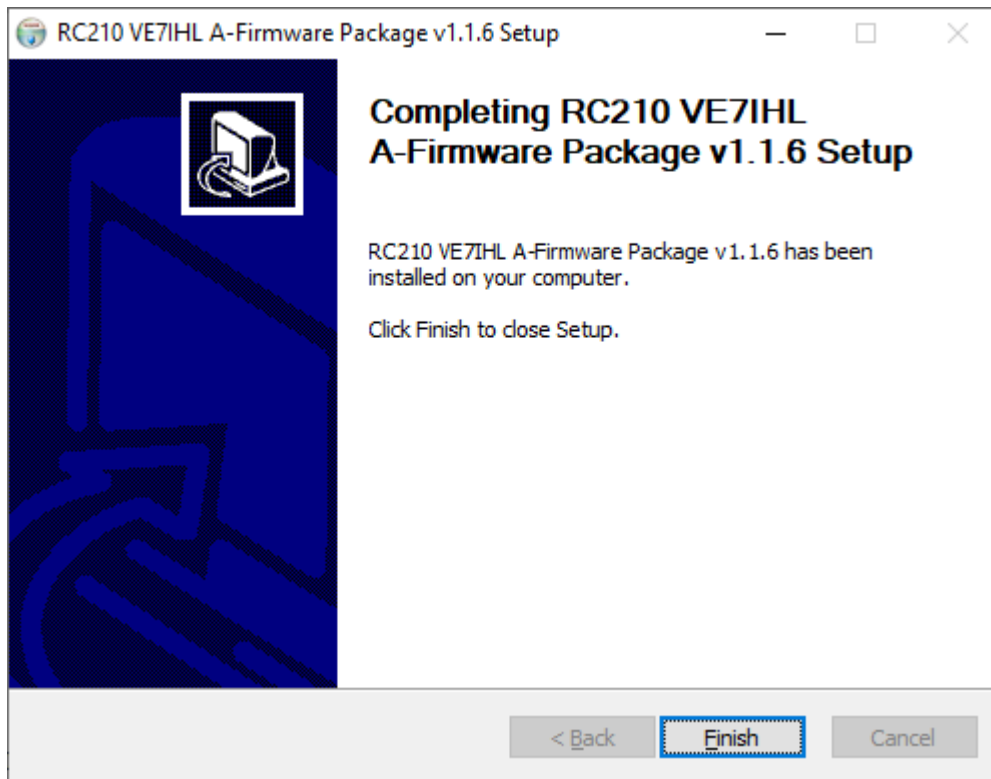 RC210 VE7IHL A-Firmware Package v1.1.6 Setup
Completing RC210 VE7IHL
A-Firmware Package v1.1.6 Setup
RC210 VE7IHL A-Firmware Package v1.1.6 has been
installed on your computer.
Click Finish to close Setup.
< Back Finish Cancel